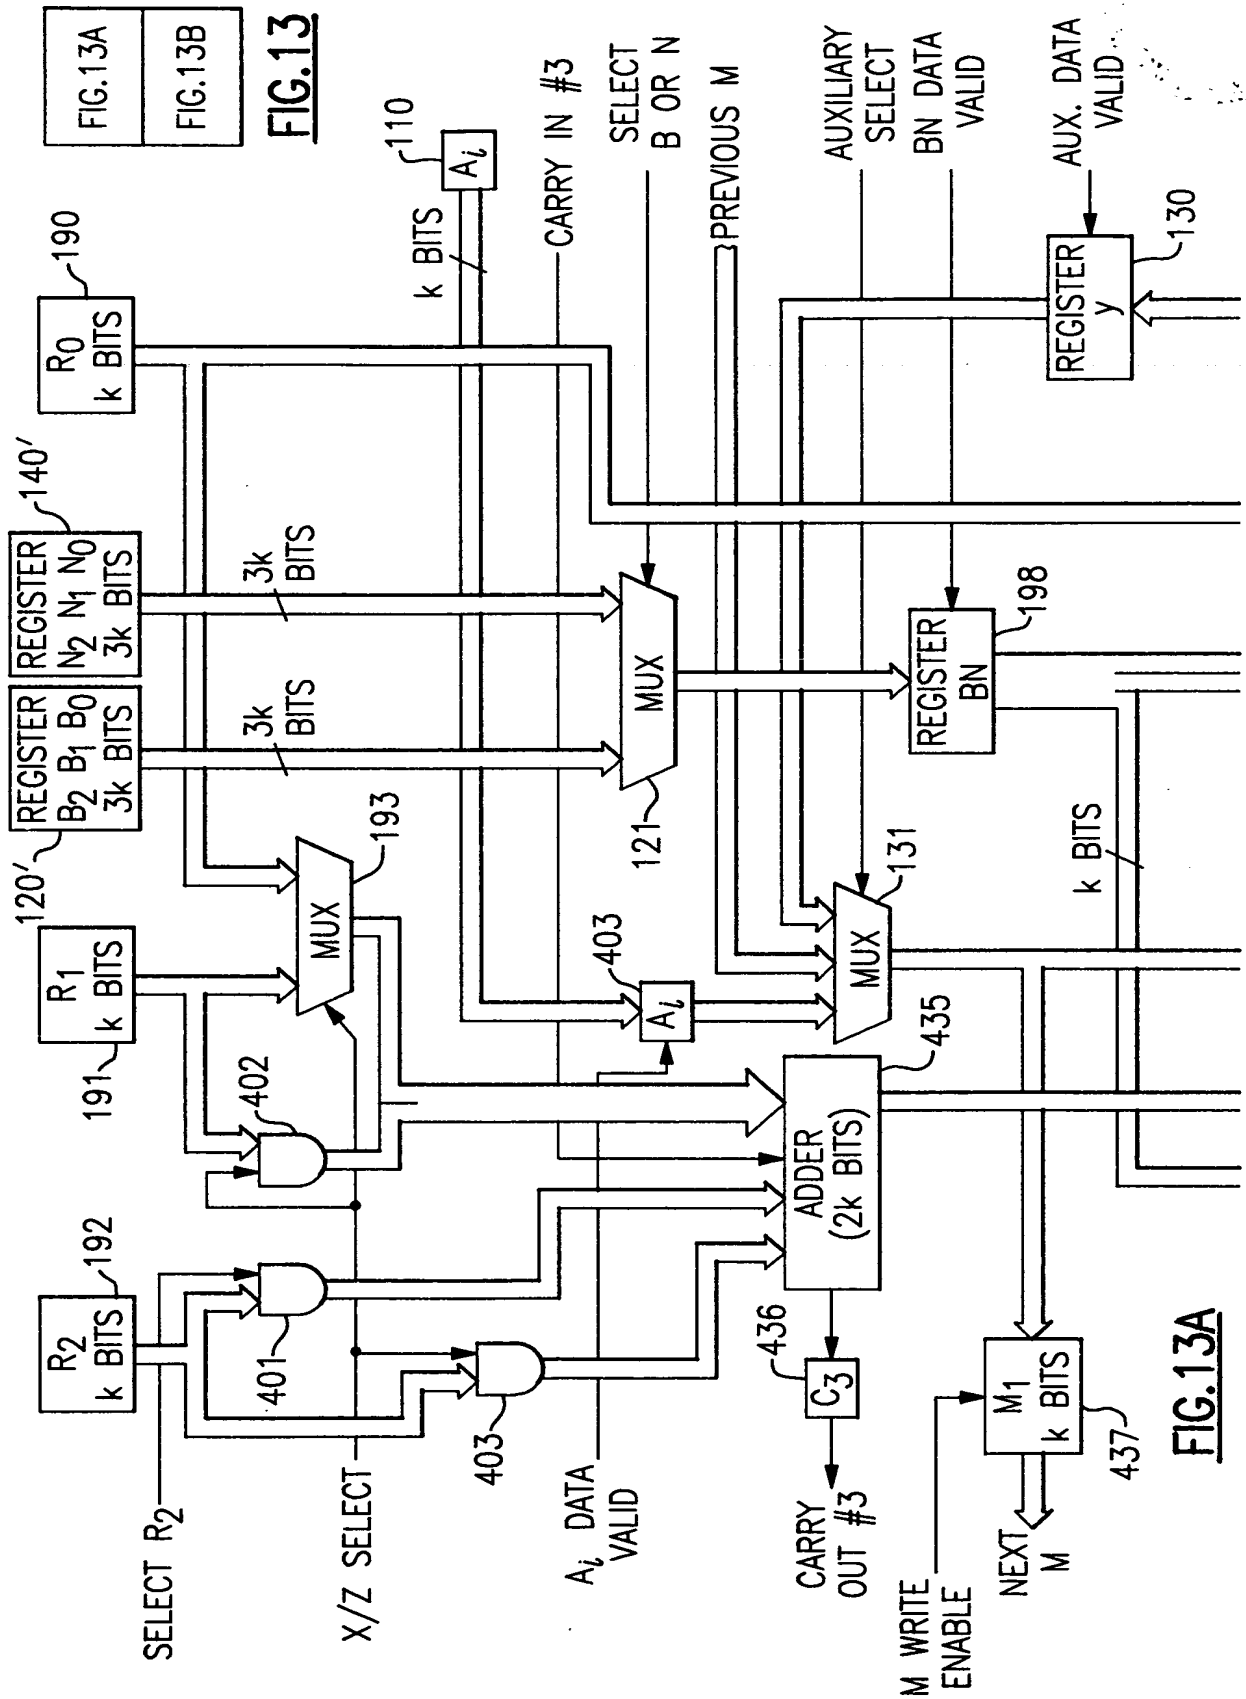 FIG.13A
FIG.13B
FIG.13
R2
k BITS
192
R1
k BITS
191
REGISTER
B2 B1 B0
3k BITS
120'
REGISTER
N2 N1 N0
3k BITS
140'
R0
k BITS
190
SELECT R2
X/Z SELECT
401
402
403
MUX
193
3k
BITS
3k
BITS
k BITS
Ai
110
CARRY IN #3
SELECT
B OR N
MUX
121
PREVIOUS M
Ai DATA
VALID
403
Ai
AUXILIARY
SELECT
BN DATA
VALID
AUX. DATA
VALID
CARRY
OUT #3
C3
436
ADDER
(2k BITS)
435
MUX
131
REGISTER
BN
198
REGISTER
y
130
M WRITE
ENABLE
NEXT
M
M1
k BITS
437
k BITS
FIG.13A